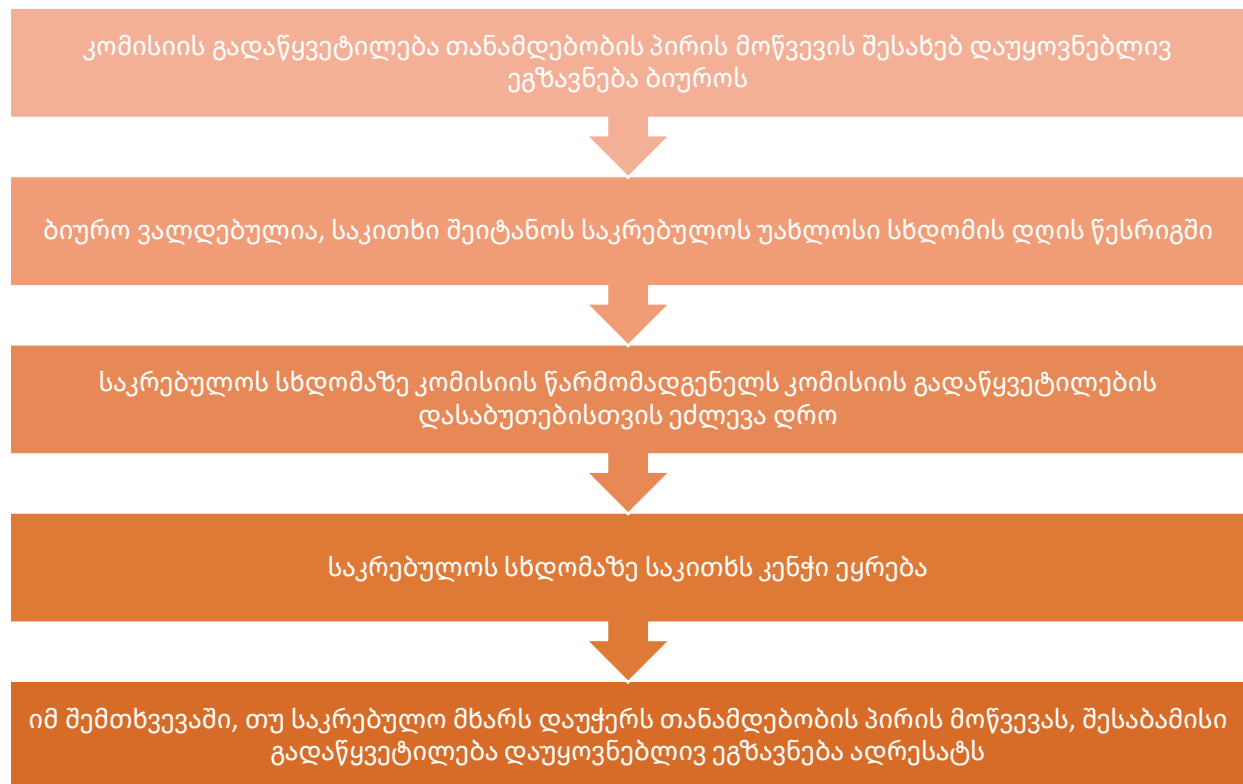 კომისიის გადაწყვეტილება თანამდებობის პირის მოწვევის შესახებ დაუყოვნებლივ
ეგზავნება ბიუროს
ბიურო ვალდებულია, საკითხი შეიტანოს საკრებულოს უახლოსი სხდომის დღის წესრიგში
საკრებულოს სხდომაზე კომისიის წარმომადგენელს კომისიის გადაწყვეტილების
დასაბუთებისთვის ეძლევა დრო
საკრებულოს სხდომაზე საკითხს კენჭი ეყრება
იმ შემთხვევაში, თუ საკრებულო მხარს დაუჭერს თანამდებობის პირის მოწვევას, შესაბამისი
გადაწყვეტილება დაუყოვნებლივ ეგზავნება ადრესატს